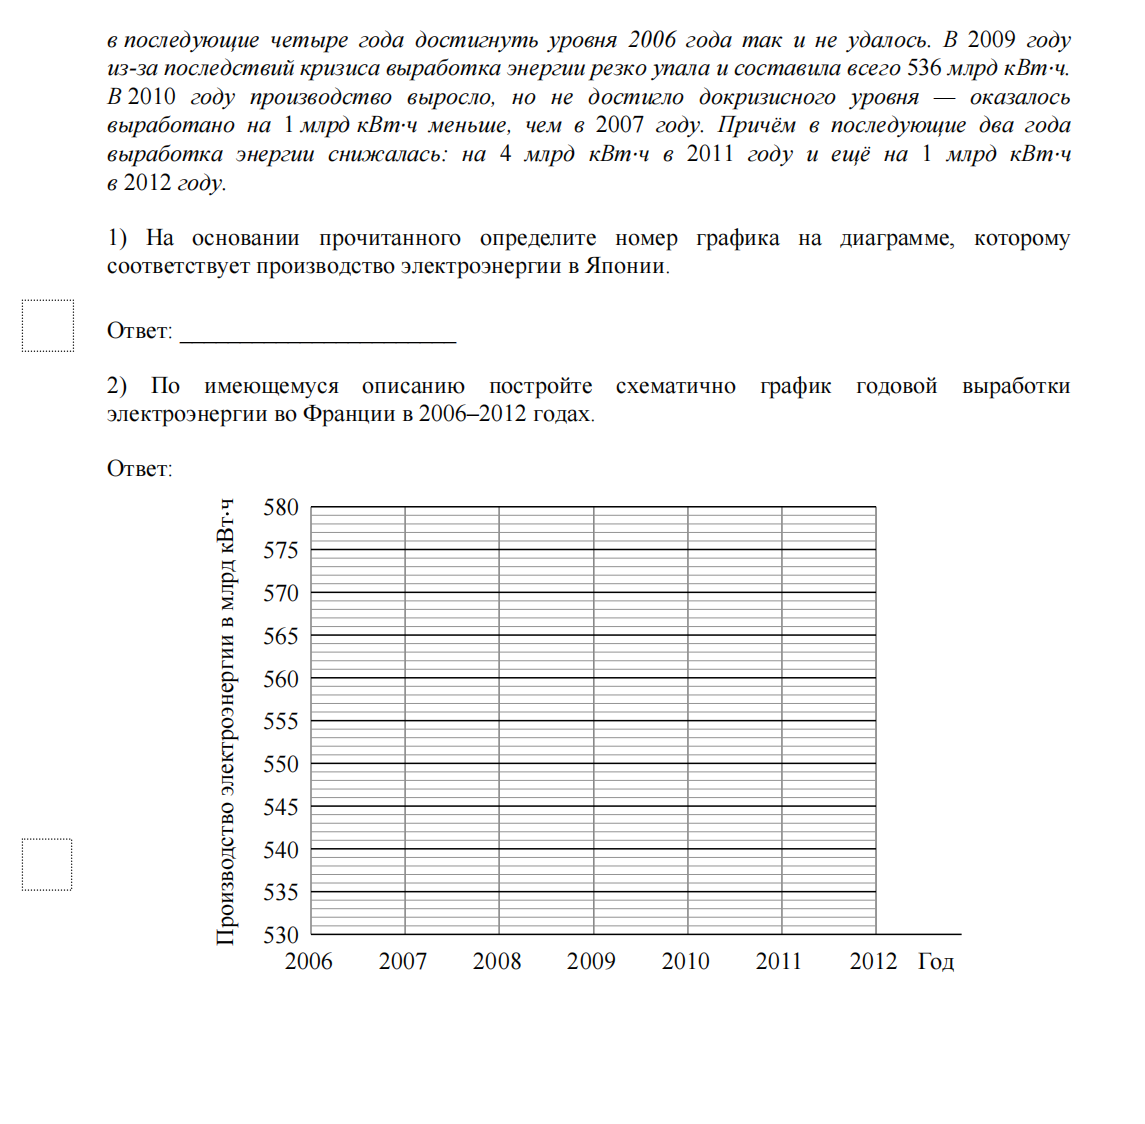 в последующие четыре года достигнуть уровня 2006 года так и не удалось. В 2009 году
из-за последствий кризиса выработка энергии резко упала и составила всего 536 млрд кВт·ч.
В 2010 году производство выросло, но не достигло докризисного уровня — оказалось
выработано на 1 млрд кВт·ч меньше, чем в 2007 году. Причём в последующие два года
выработка энергии снижалась: на 4 млрд кВт·ч в 2011 году и ещё на 1 млрд кВт·ч
в 2012 году.
1) На основании прочитанного определите номер графика на диаграмме, которому
соответствует производство электроэнергии в Японии.
Ответ: _______________________
2) По имеющемуся описанию постройте схематично график годовой выработки
электроэнергии во Франции в 2006–2012 годах.
Ответ:
Производство электроэнергии в млрд кВт·ч
580
575
570
565
560
555
550
545
540
535
530
2006 2007 2008 2009 2010 2011 2012 Год